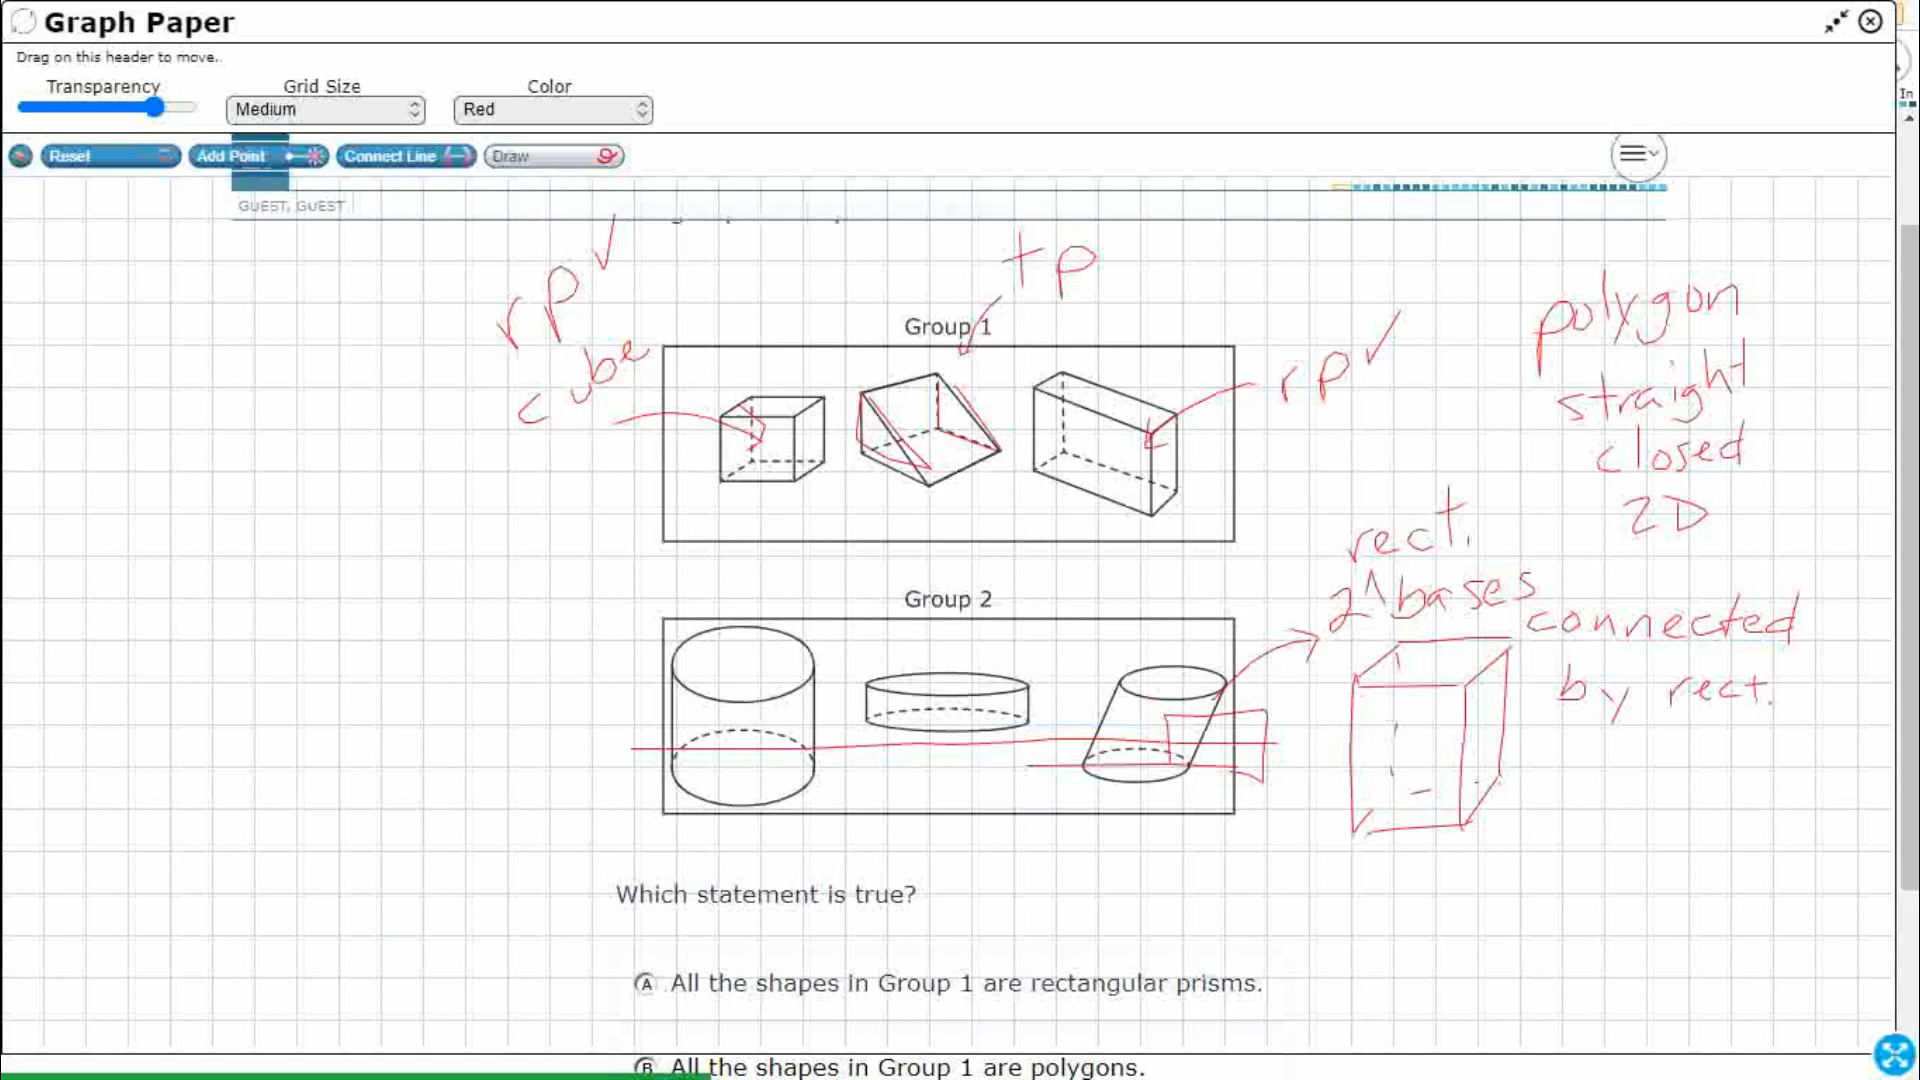 Graph Paper
Drag on this header to move..
Transparency
Grid Size
Color
Medium
Red
In
Reset
Add Point
Connect Line
Draw
GUEST, GUEST
rp
cube
tp
Group 1
rp
polygon
straight
closed
2D
Group 2
rect.
2^bases connected
by rect.
Which statement is true?
A All the shapes in Group 1 are rectangular prisms.
B All the shapes in Group 1 are polygons.